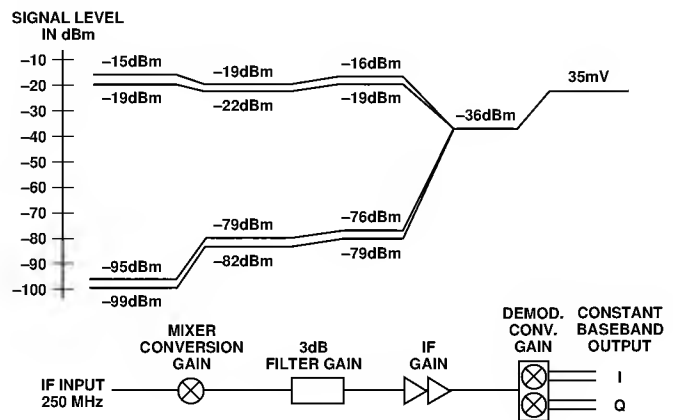 SIGNAL LEVEL
IN dBm
–10
–20
–30
–40
–50
–60
–70
–80
–90
–100
–15dBm
–19dBm
–19dBm
–22dBm
–16dBm
–19dBm
–36dBm
35mV
–95dBm
–99dBm
–79dBm
–82dBm
–76dBm
–79dBm
IF INPUT
250 MHz
MIXER
CONVERSION
GAIN
3dB
FILTER GAIN
IF
GAIN
DEMOD.
CONV.
GAIN
CONSTANT
BASEBAND
OUTPUT
I
Q